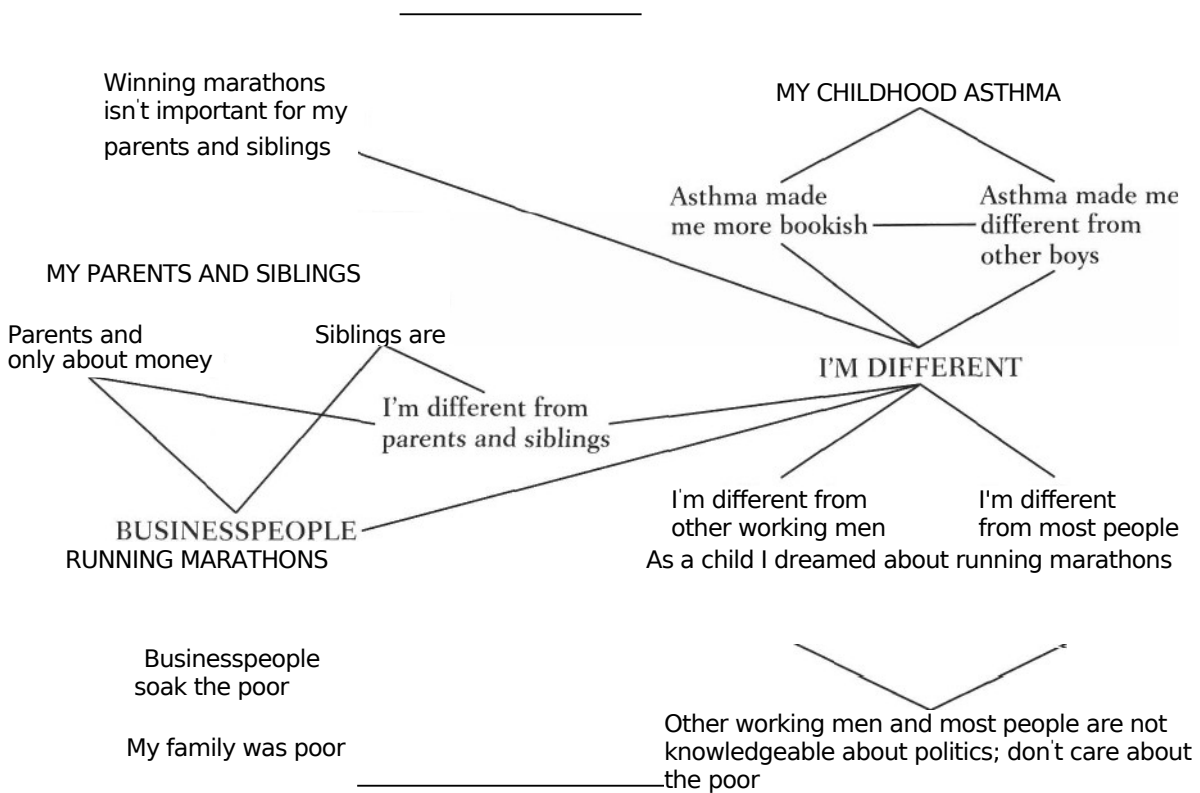 Winning marathons
isn't important for my
parents and siblings
MY CHILDHOOD ASTHMA
Asthma made
me more bookish
Asthma made me
different from
other boys
MY PARENTS AND SIBLINGS
Parents and
only about money
Siblings are
I'M DIFFERENT
I'm different from
parents and siblings
BUSINESSPEOPLE
RUNNING MARATHONS
I'm different from
other working men
I'm different
from most people
As a child I dreamed about running marathons
Businesspeople
soak the poor
My family was poor
Other working men and most people are not
knowledgeable about politics; don't care about
the poor